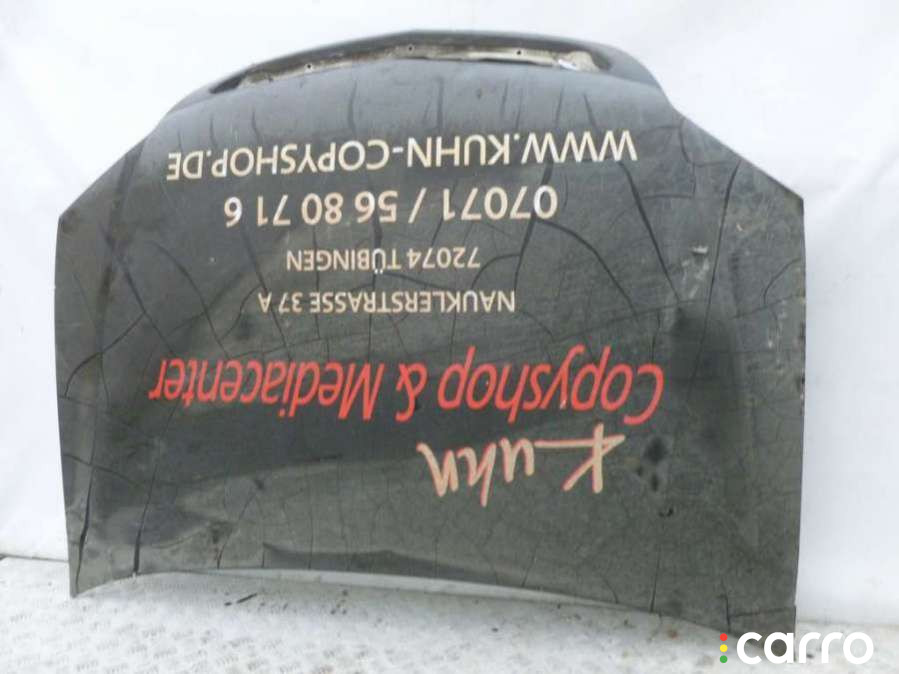 Kuhn
Copyshop & Mediacenter
NAUKLERSTRASSE 37 A
72074 TÜBINGEN
07071 / 56 80 71 6
WWW.KUHN-COPYSHOP.DE
carro